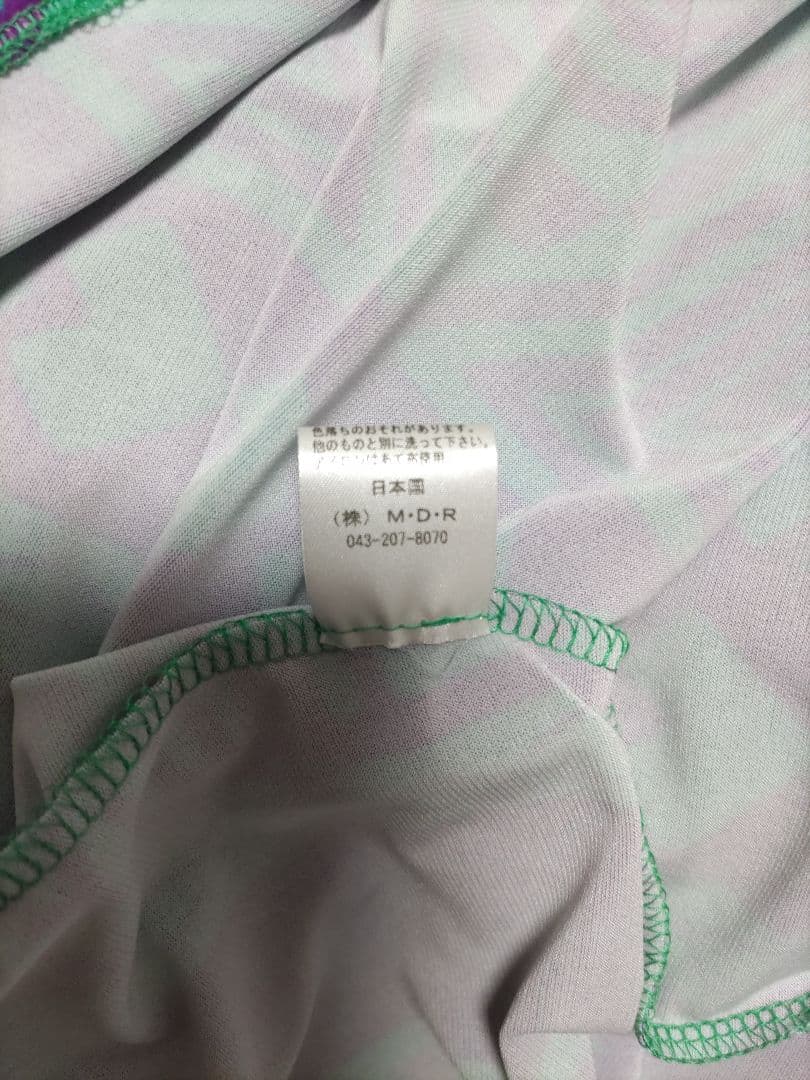 色落ちのおそれがあります。
他のものと別に洗って下さい。
日本國
(株) M・D・R
043-207-8070